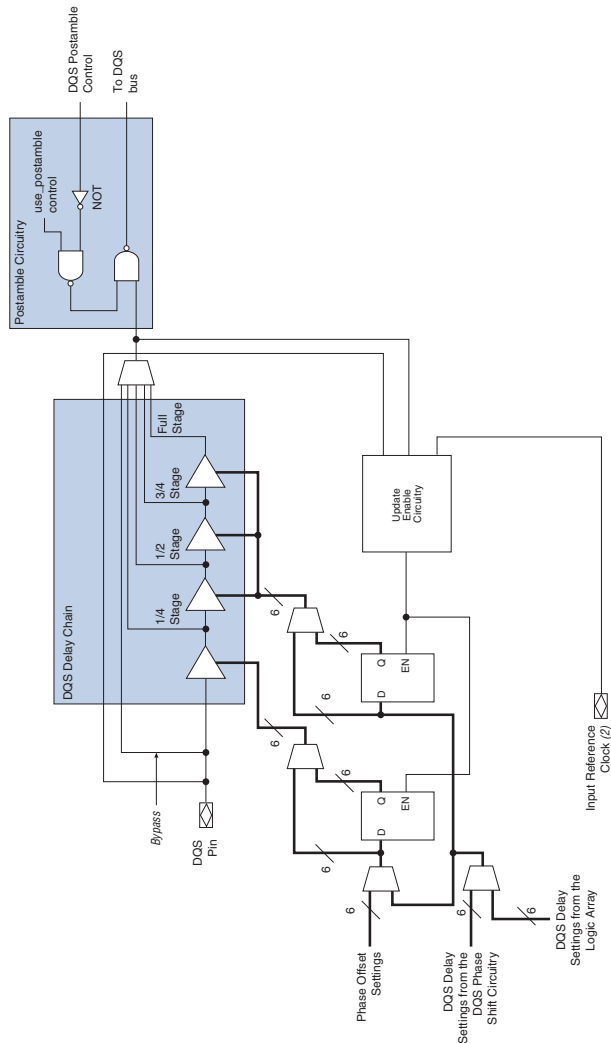 DQS Postamble
Control
To DQS
bus
Postamble Circuitry
use_postamble
control
NOT
DQS Delay Chain
1/4
Stage
1/2
Stage
3/4
Stage
Full
Stage
Bypass
DQS
Pin
6
6
6
6
6
6
D
Q
EN
D
Q
EN
Update
Enable
Circuitry
Phase Offset
Settings
6
DQS Delay
Settings from the
DQS Phase
Shift Circuitry
6
DQS Delay
Settings from the
Logic Array
6
Input Reference
Clock (2)